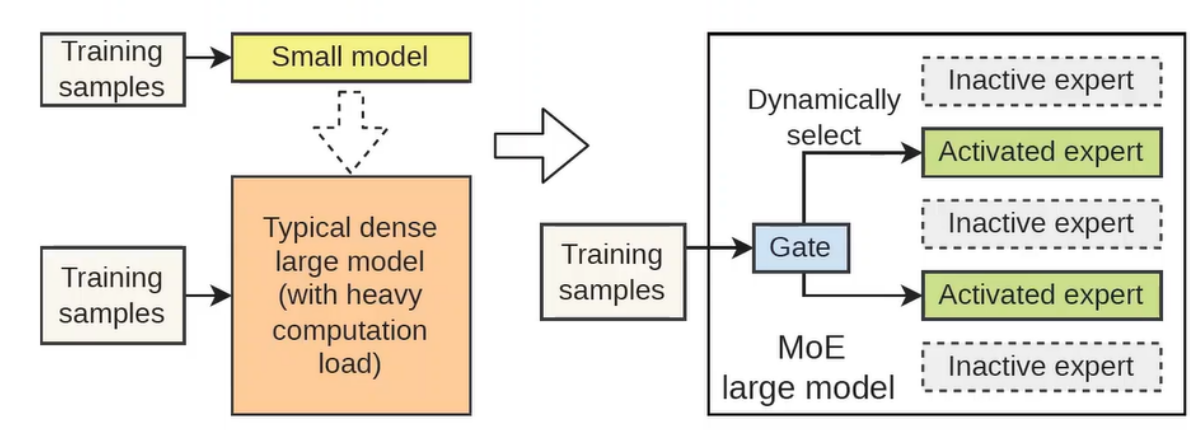 Training
samples
Small model
Typical dense
large model
(with heavy
computation
load)
Training
samples
Training
samples
Gate
Dynamically
select
Inactive expert
Activated expert
Inactive expert
Activated expert
Inactive expert
MoE
large model